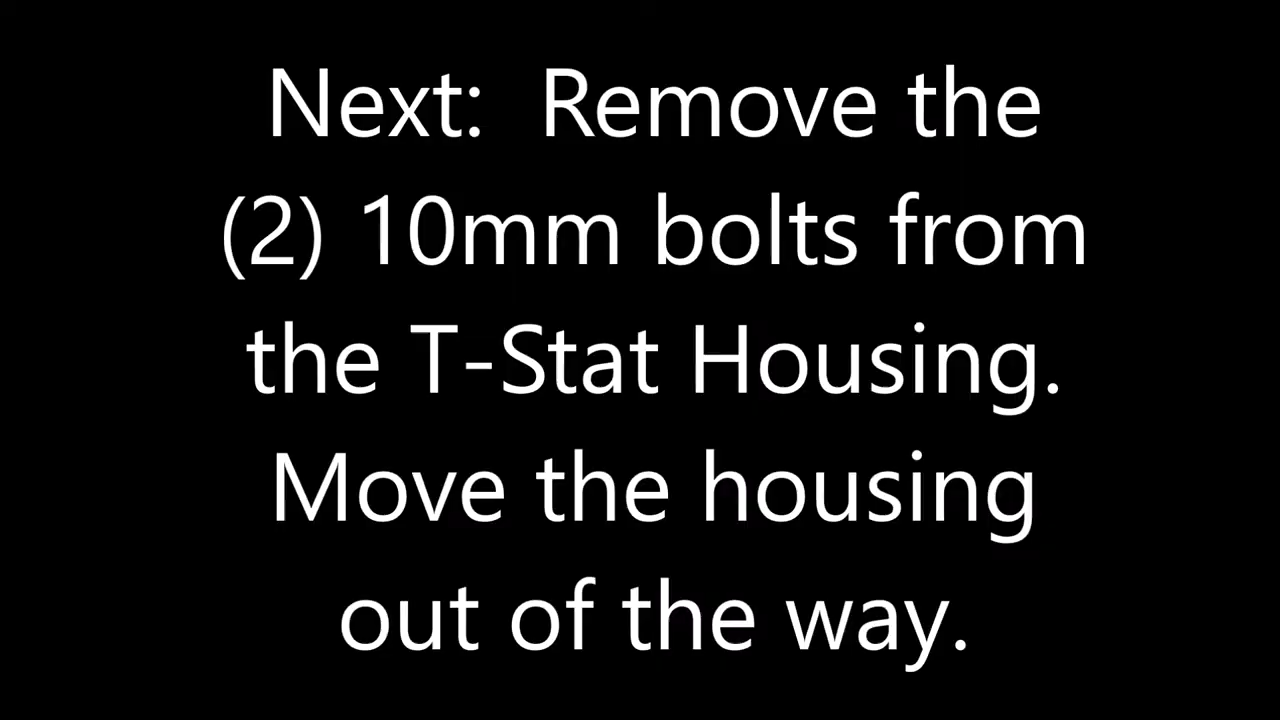 Next:  Remove the
(2) 10mm bolts from
the T-Stat Housing.
Move the housing
out of the way.